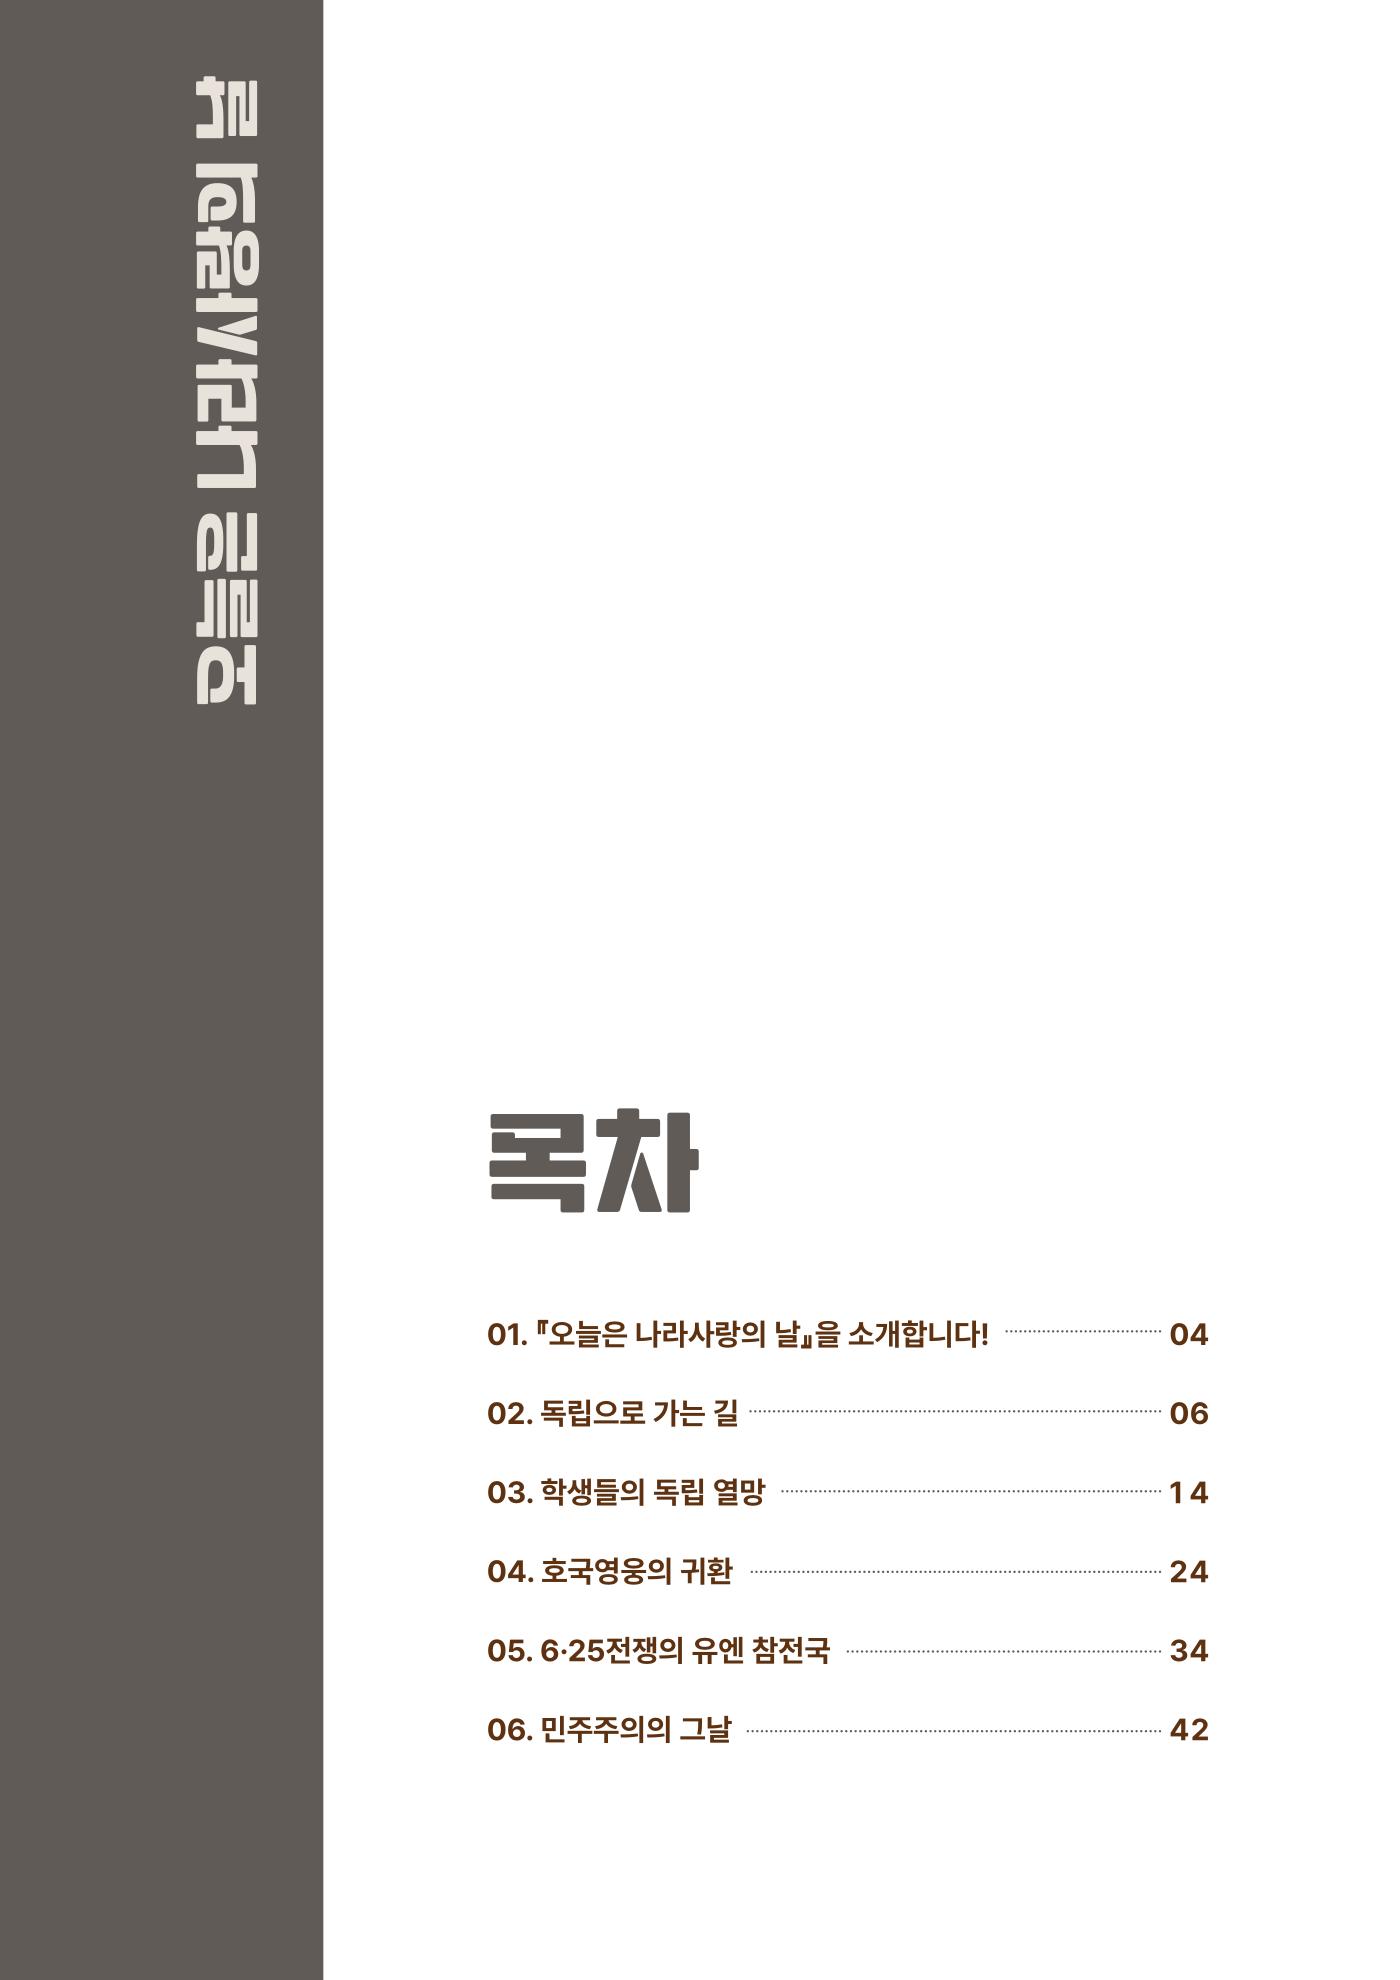 오늘은 나라사랑의 날
목차
01. 『오늘은 나라사랑의 날』을 소개합니다! 04
02. 독립으로 가는 길 06
03. 학생들의 독립 열망 14
04. 호국영웅의 귀환 24
05. 6·25전쟁의 유엔 참전국 34
06. 민주주의의 그날 42